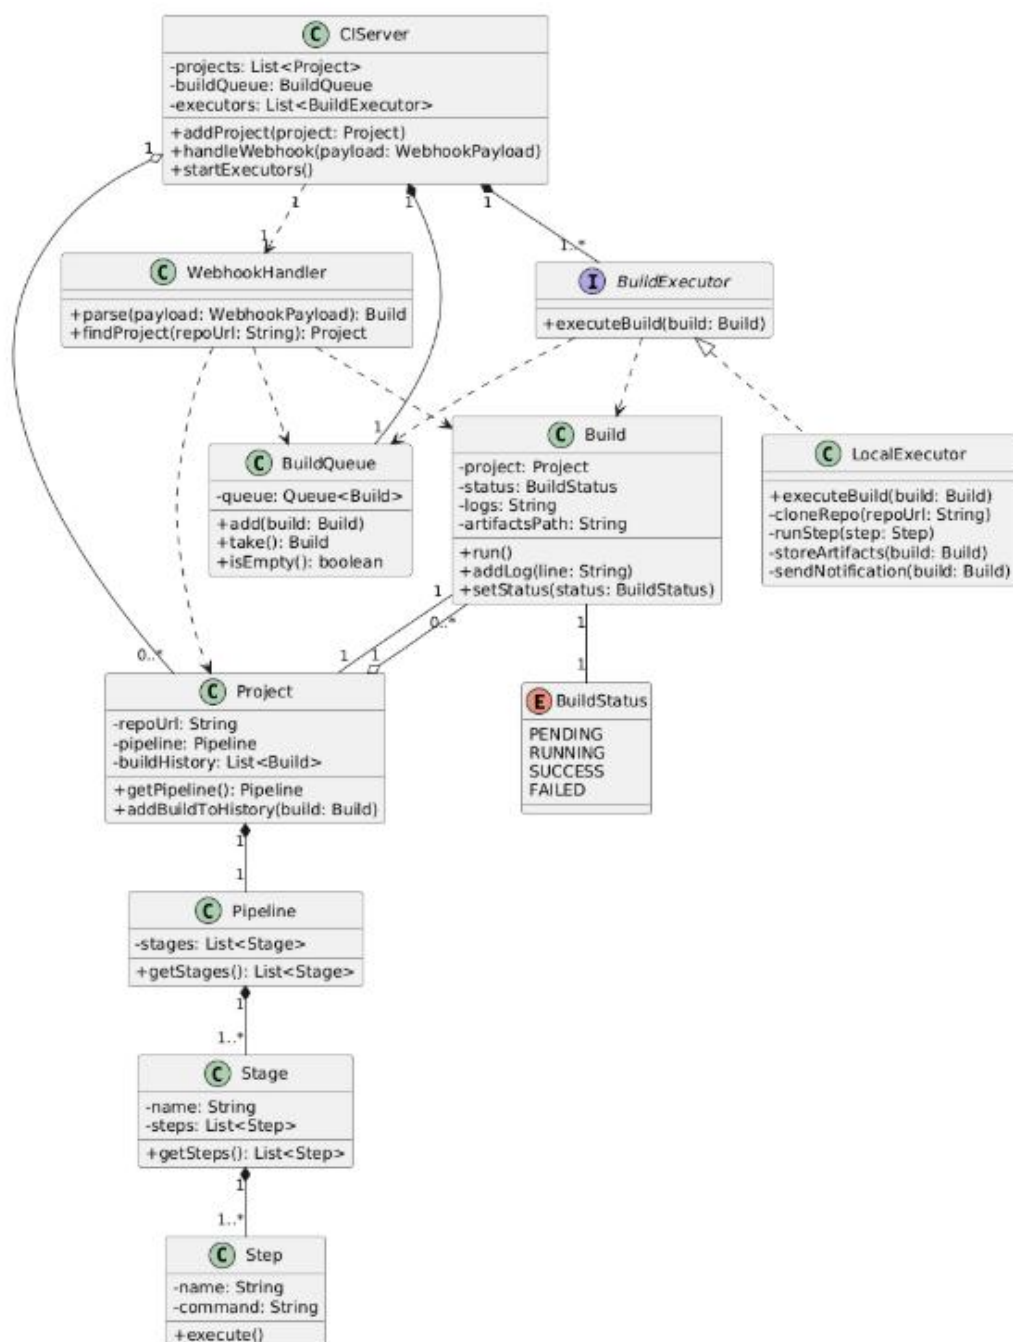 C CIServer
-projects: List<Project>
-buildQueue: BuildQueue
-executors: List<BuildExecutor>
+addProject(project: Project)
+handleWebhook(payload: WebhookPayload)
+startExecutors()
1
1
1
1
1
1..*
C WebhookHandler
+parse(payload: WebhookPayload): Build
+findProject(repoUrl: String): Project
I BuildExecutor
+executeBuild(build: Build)
1
C BuildQueue
-queue: Queue<Build>
+add(build: Build)
+take(): Build
+isEmpty(): boolean
C Build
-project: Project
-status: BuildStatus
-logs: String
-artifactsPath: String
+run()
+addLog(line: String)
+setStatus(status: BuildStatus)
C LocalExecutor
+executeBuild(build: Build)
-cloneRepo(repoUrl: String)
-runStep(step: Step)
-storeArtifacts(build: Build)
-sendNotification(build: Build)
1
0..*
1
0..*
1
1
1
C Project
-repoUrl: String
-pipeline: Pipeline
-buildHistory: List<Build>
+getPipeline(): Pipeline
+addBuildToHistory(build: Build)
E BuildStatus
PENDING
RUNNING
SUCCESS
FAILED
1
1
C Pipeline
-stages: List<Stage>
+getStages(): List<Stage>
1
1..*
C Stage
-name: String
-steps: List<Step>
+getSteps(): List<Step>
1
1..*
C Step
-name: String
-command: String
+execute()